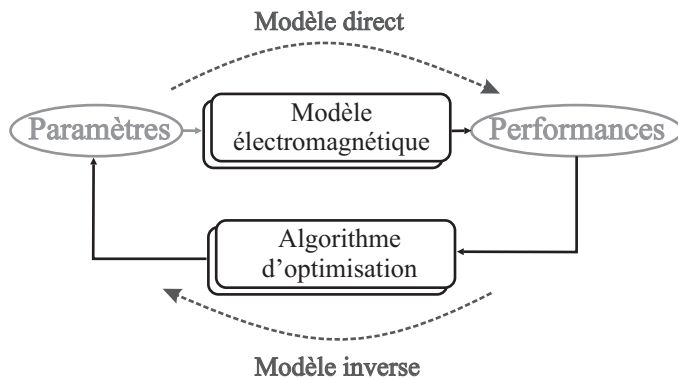 Modèle direct
Paramètres
Modèle
électromagnétique
Performances
Algorithme
d’optimisation
Modèle inverse